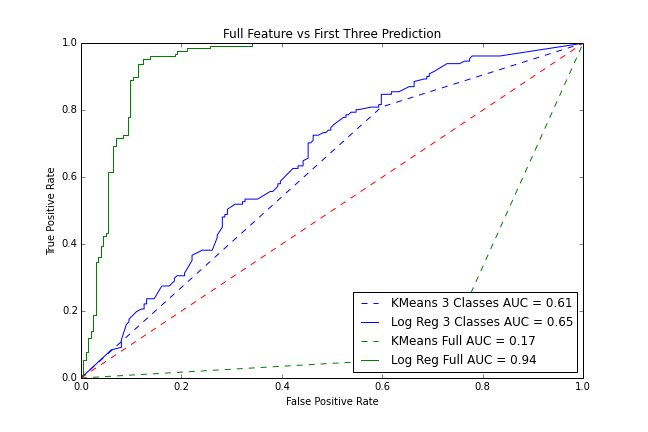 Full Feature vs First Three Prediction
1.0
0.8
0.6
0.4
0.2
0.0
True Positive Rate
KMeans 3 Classes AUC = 0.61
Log Reg 3 Classes AUC = 0.65
KMeans Full AUC = 0.17
Log Reg Full AUC = 0.94
0.0 0.2 0.4 0.6 0.8 1.0
False Positive Rate